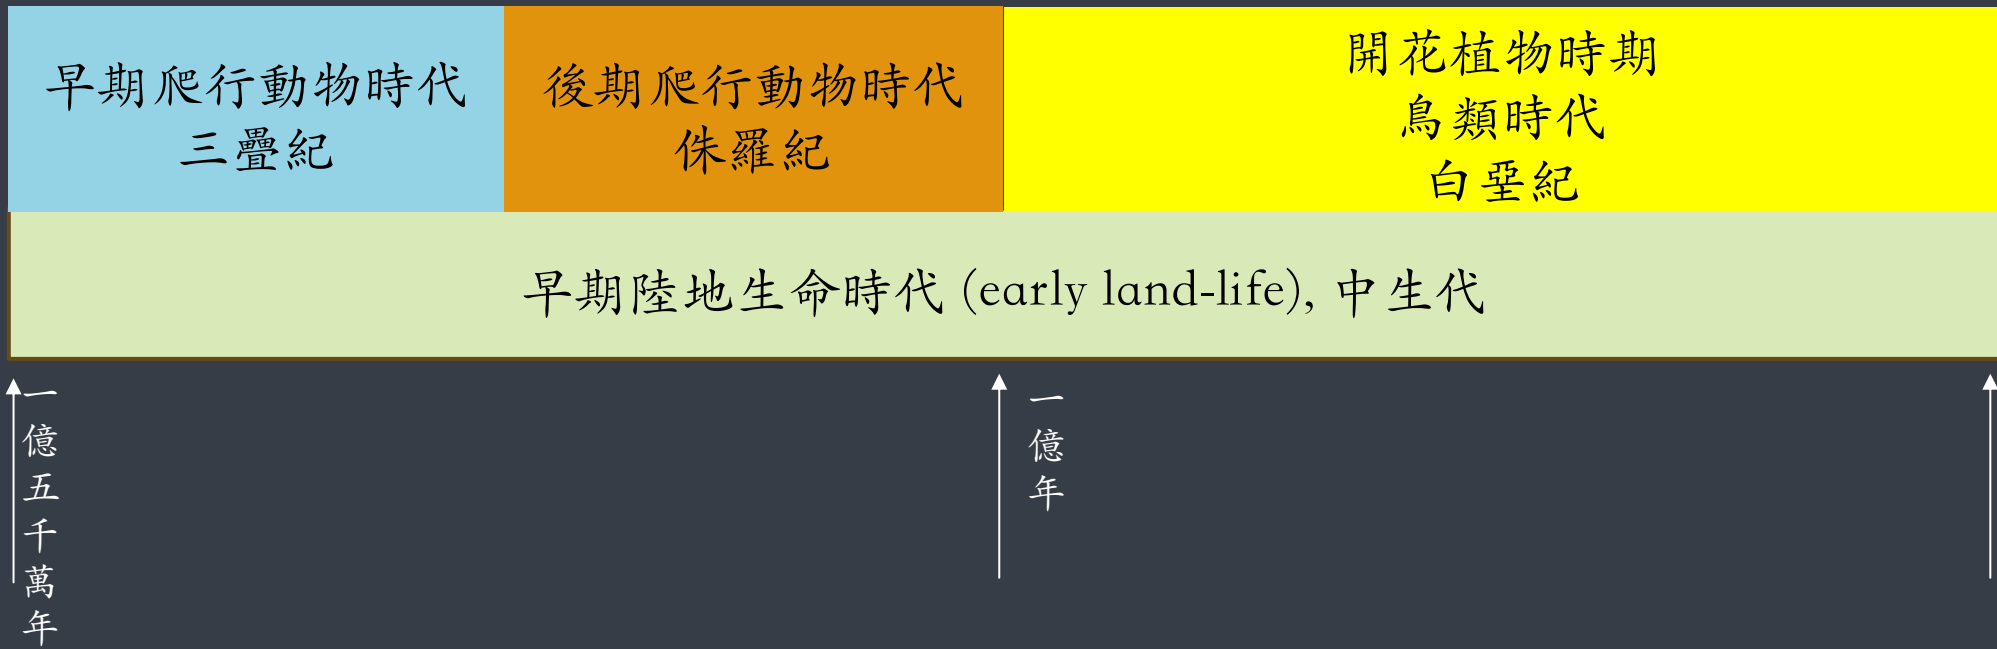 早期爬行動物時代
三疊紀
後期爬行動物時代
侏羅紀
開花植物時期
鳥類時代
白堊紀
早期陸地生命時代 (early land-life), 中生代
一億五千萬年
一億年